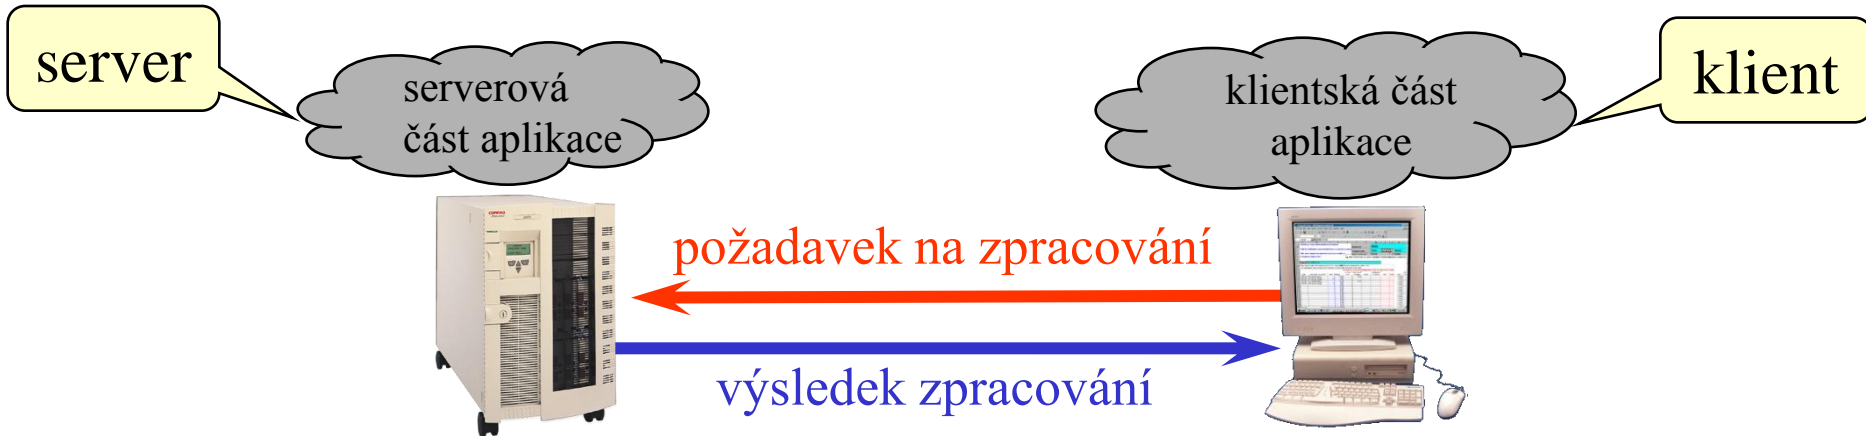 server
serverová
část aplikace
klientská část
aplikace
klient
požadavek na zpracování
výsledek zpracování